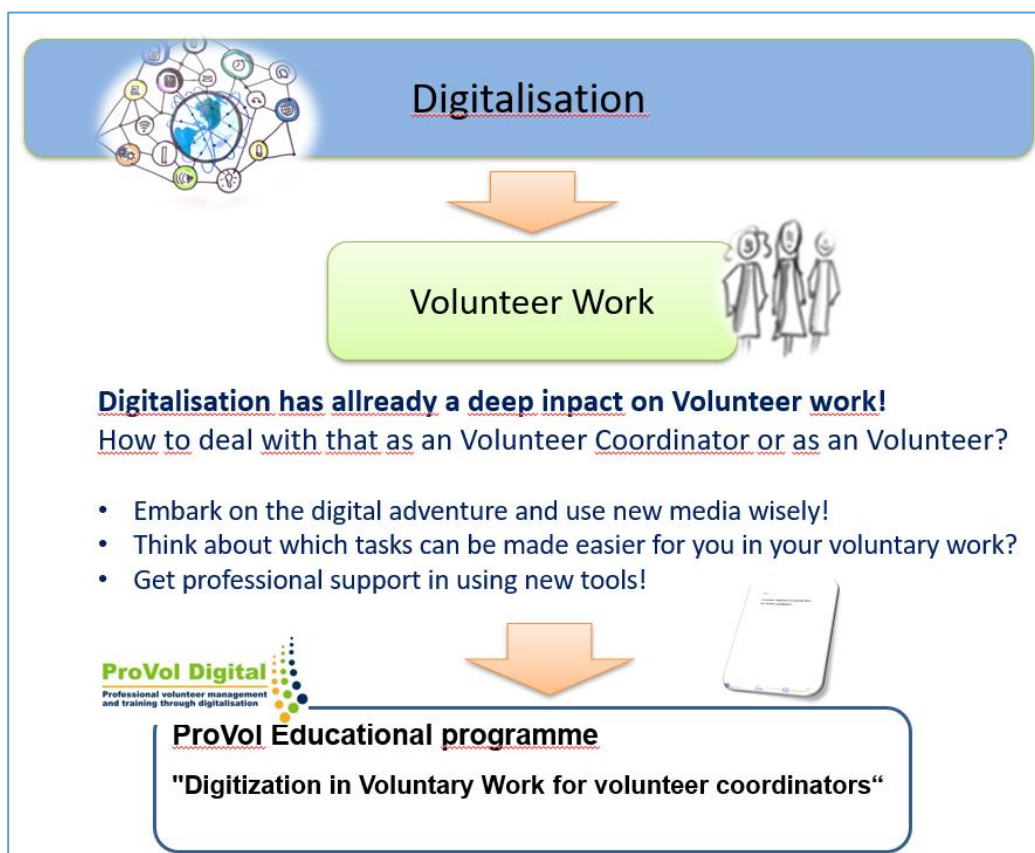 Digitalisation
Volunteer Work
Digitalisation has allready a deep inpact on Volunteer work!
How to deal with that as an Volunteer Coordinator or as an Volunteer?
• Embark on the digital adventure and use new media wisely!
• Think about which tasks can be made easier for you in your voluntary work?
• Get professional support in using new tools!
ProVol Digital
Professional volunteer management
and training through digitalisation
ProVol Educational programme
"Digitization in Voluntary Work for volunteer coordinators“